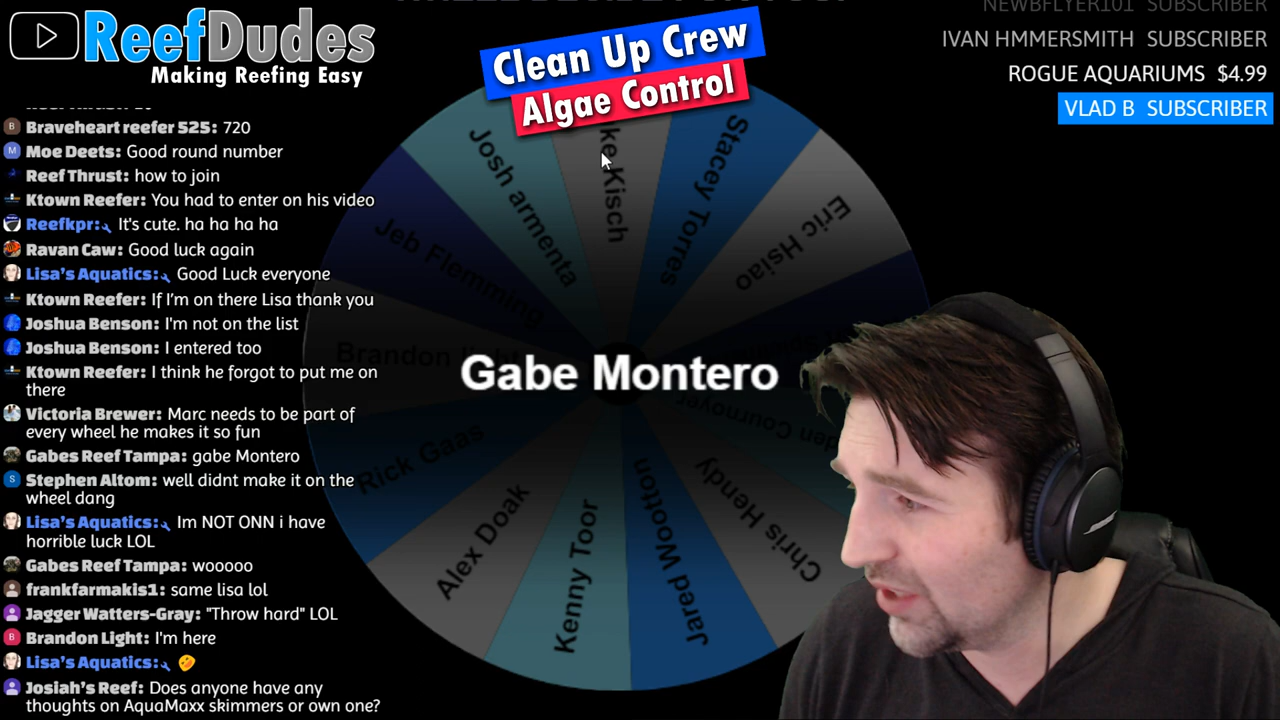 ReefDudes
Making Reefing Easy
Clean Up Crew
Algae Control
NEWBFLYER101 SUBSCRIBER
IVAN HMMERSMITH SUBSCRIBER
ROGUE AQUARIUMS $4.99
VLAD B SUBSCRIBER
B Braveheart reefer 525: 720
M Moe Deets: Good round number
Reef Thrust: how to join
Ktown Reefer: You had to enter on his video
Reefkpr: It's cute. ha ha ha ha
Ravan Caw: Good luck again
Lisa's Aquatics: Good Luck everyone
Ktown Reefer: If I'm on there Lisa thank you
Joshua Benson: I'm not on the list
Joshua Benson: I entered too
Ktown Reefer: I think he forgot to put me on
there
Victoria Brewer: Marc needs to be part of
every wheel he makes it so fun
Gabes Reef Tampa: gabe Montero
S Stephen Altom: well didnt make it on the
wheel dang
Lisa's Aquatics: Im NOT ONN i have
horrible luck LOL
Gabes Reef Tampa: wooooo
frankfarmakis1: same lisa lol
Jagger Watters-Gray: "Throw hard" LOL
B Brandon Light: I'm here
Lisa's Aquatics:
Josiah's Reef: Does anyone have any
thoughts on AquaMaxx skimmers or own one?
Gabe Montero
Josh armenta
ke Kisch
Stacey Torres
Eric Hsiao
Jeb Flemming
Brandon
Rick Gaas
Alex Doak
Kenny Toor
Jared Wootton
Chris Hendy
den Cournoyer